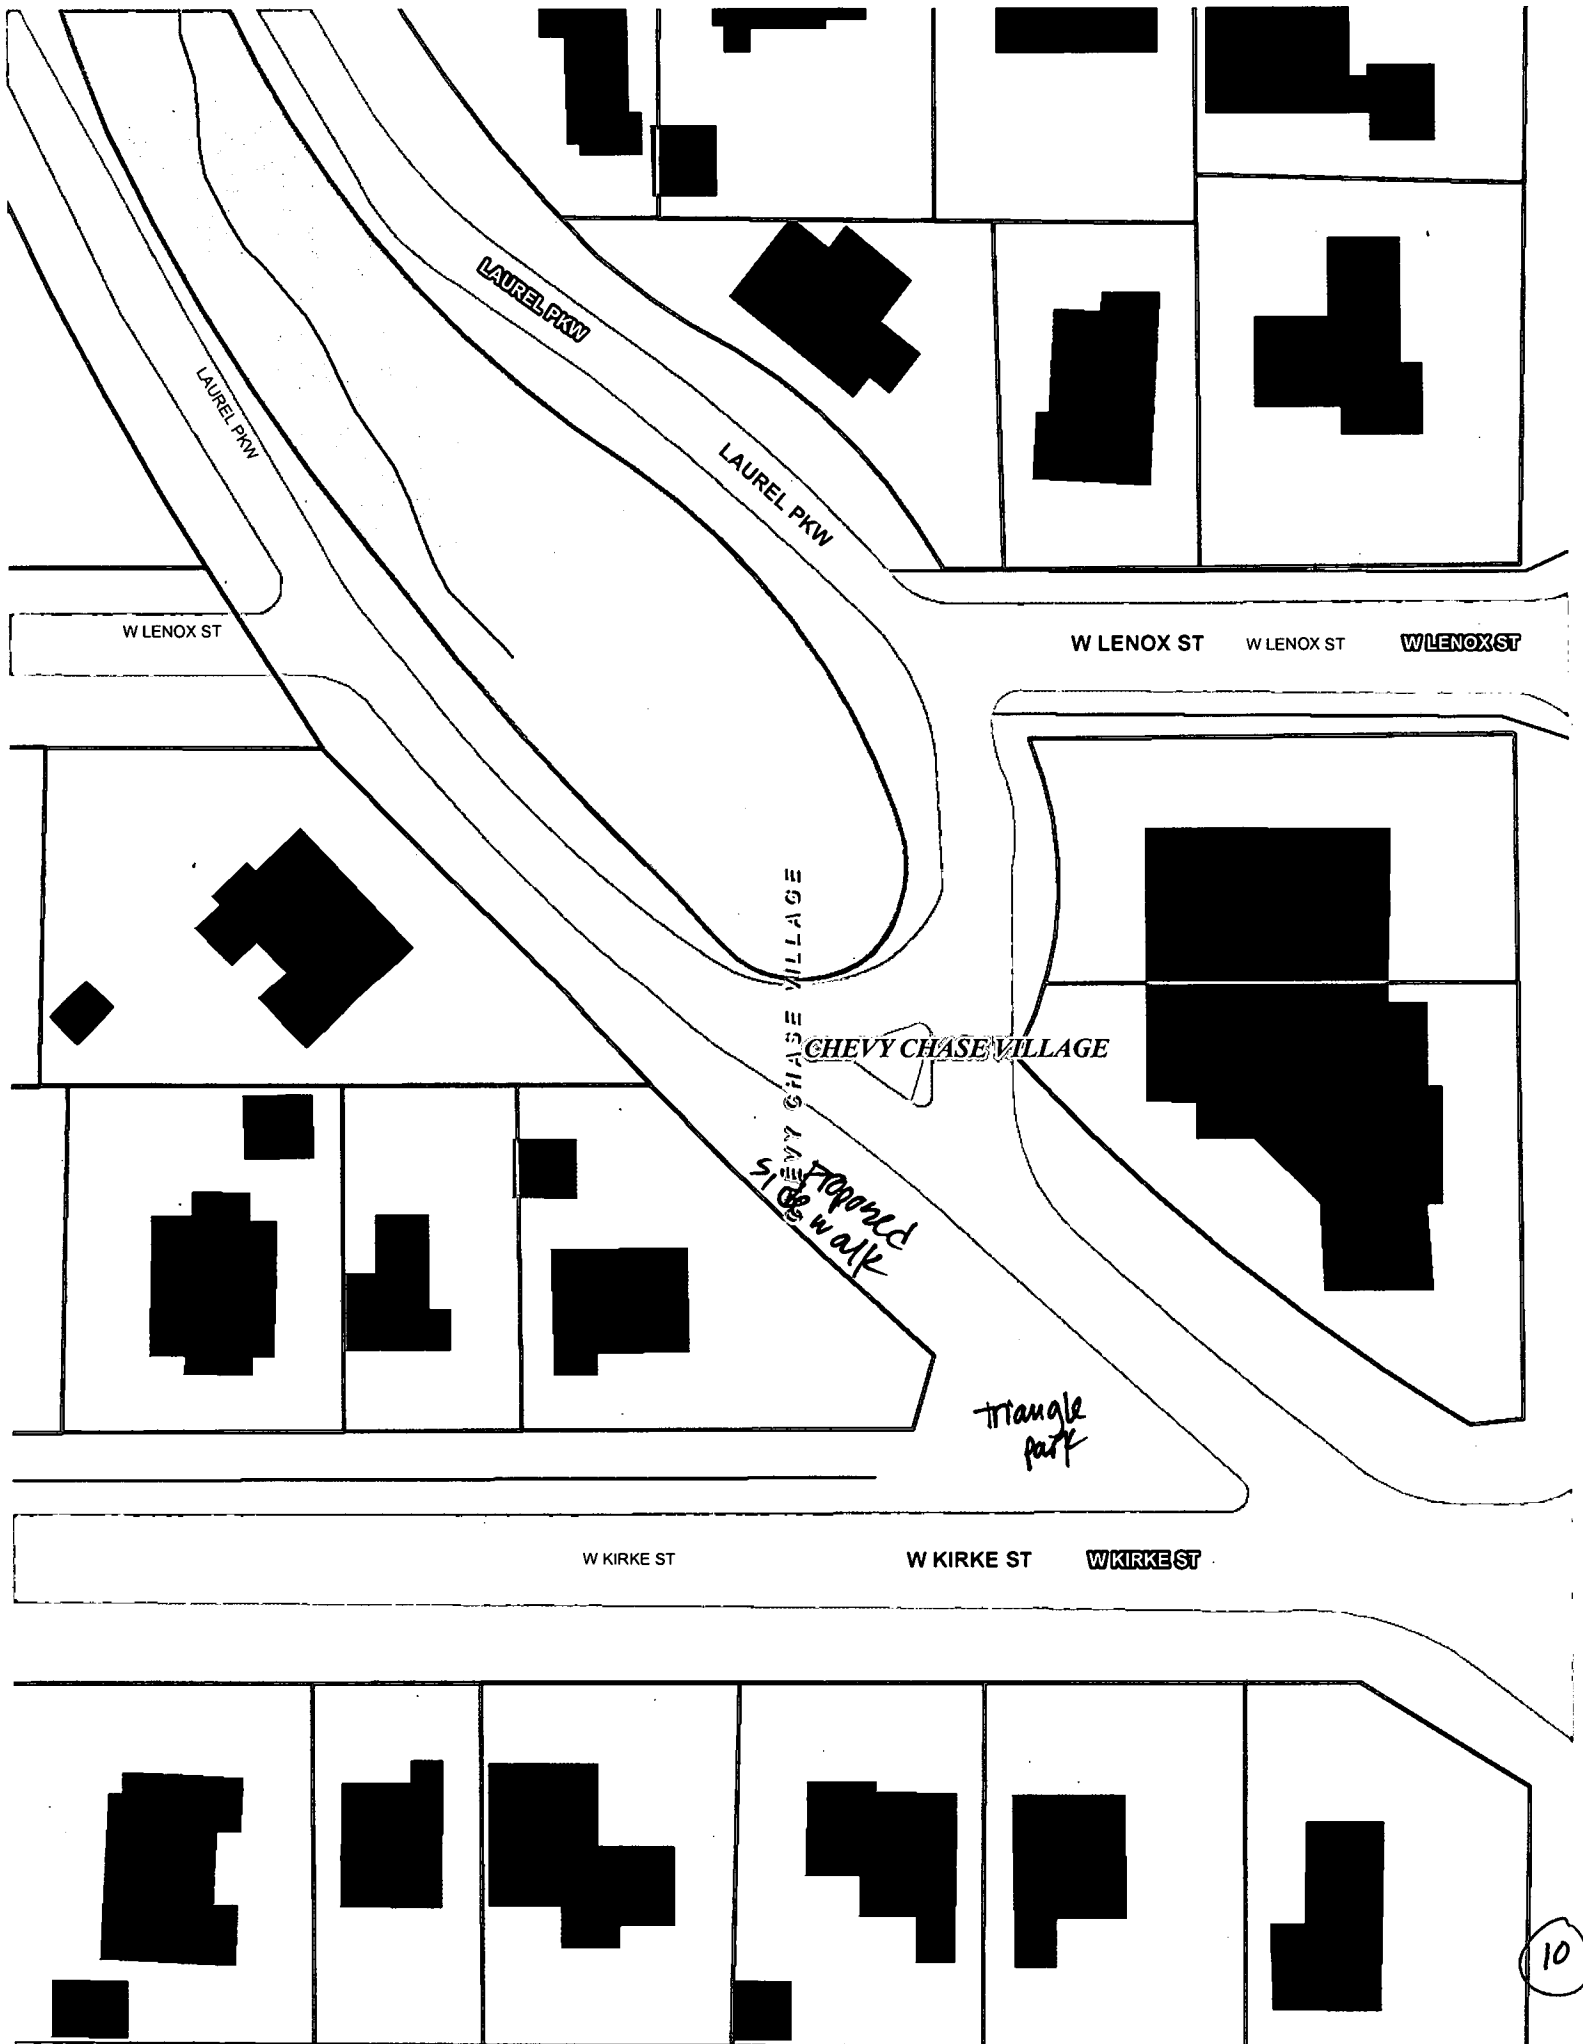 LAUREL PKW
LAUREL PKW
LAUREL PKW
W LENOX ST
W LENOX ST W LENOX ST W LENOX ST
CHEVY CHASE VILLAGE
CHEVY CHASE VILLAGE
Proposed
sidewalk
triangle
park
W KIRKE ST W KIRKE ST W KIRKE ST
10